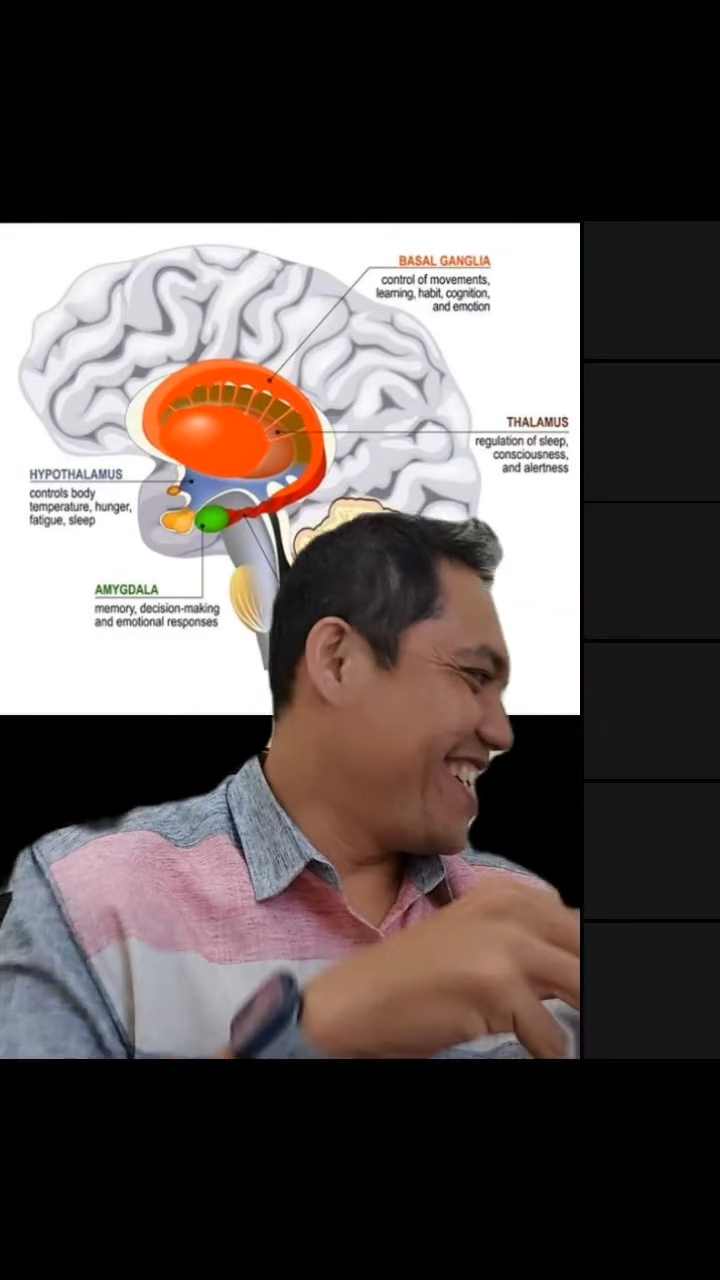 BASAL GANGLIA
control of movements,
learning, habit, cognition,
and emotion
THALAMUS
regulation of sleep,
consciousness,
and alertness
HYPOTHALAMUS
controls body
temperature, hunger,
fatigue, sleep
AMYGDALA
memory, decision-making
and emotional responses